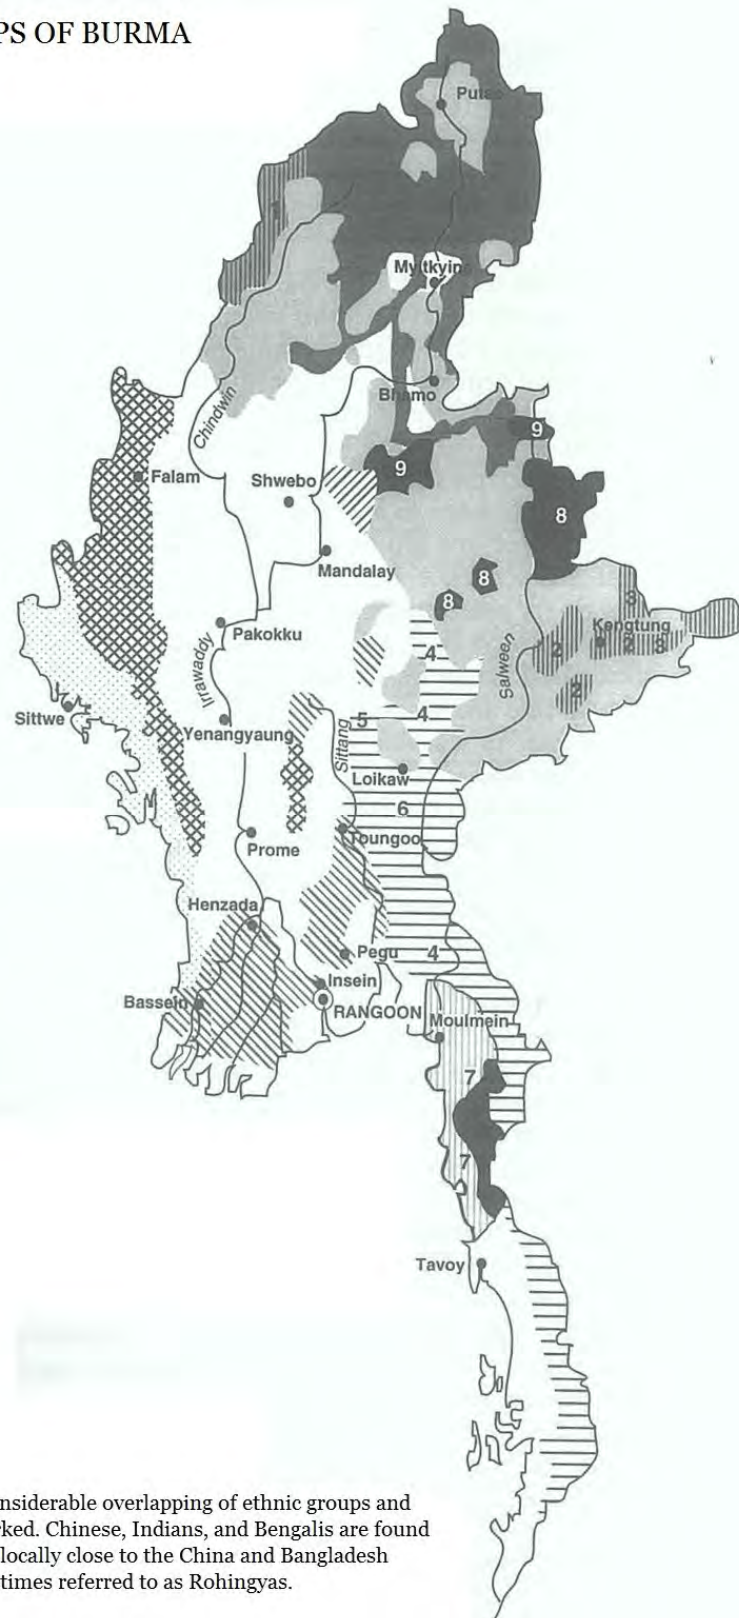 PS OF BURMA
Putao
1
Myitkyina
Bhamo
Chindwin
9
9
Falam
Shwebo
8
Mandalay
8
8
3
Kengtung
Pakokku
4
2
2
3
Irrawaddy
Salween
2
Sittwe
5
4
Yenangyaung
Sittang
Loikaw
6
Toungoo
Prome
Henzada
Pegu
4
Insein
Bassein
RANGOON
Moulmein
7
7
Tavoy
nsiderable overlapping of ethnic groups and
ked. Chinese, Indians, and Bengalis are found
locally close to the China and Bangladesh
times referred to as Rohingyas.